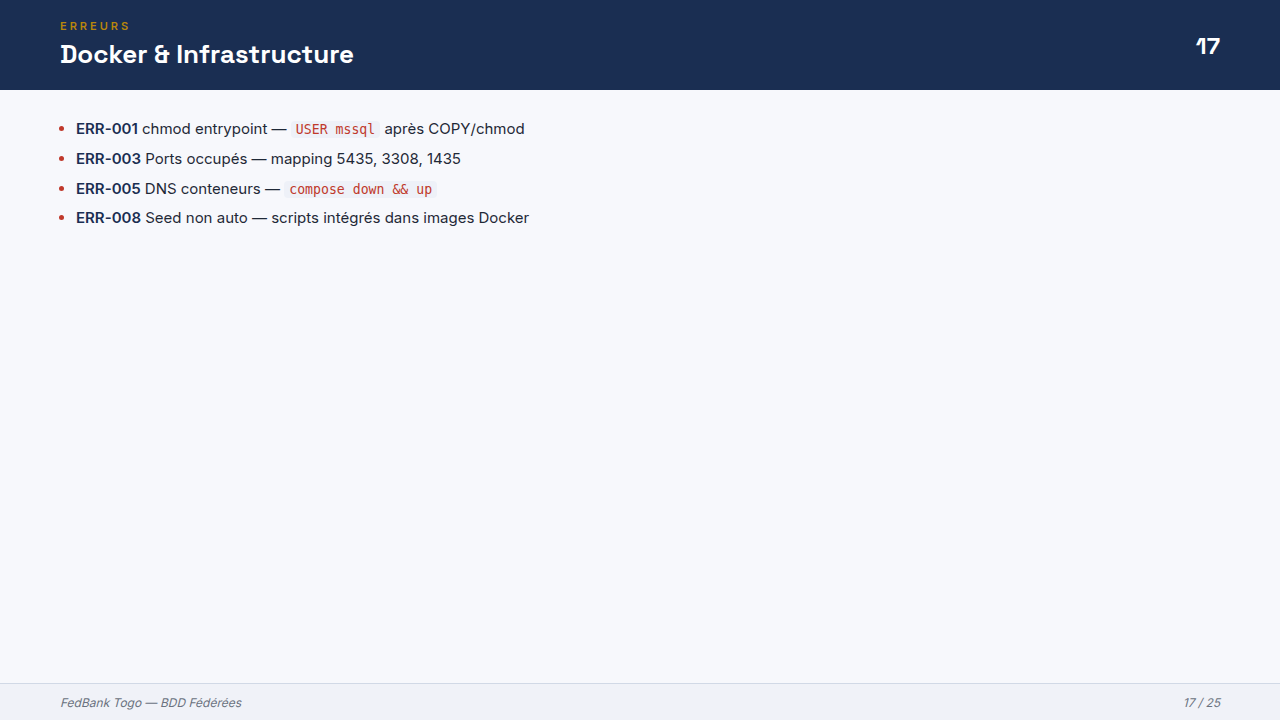 ERREURS
Docker & Infrastructure
17
ERR-001 chmod entrypoint — USER mssql après COPY/chmod
ERR-003 Ports occupés — mapping 5435, 3308, 1435
ERR-005 DNS conteneurs — compose down && up
ERR-008 Seed non auto — scripts intégrés dans images Docker
FedBank Togo — BDD Fédérées
17 / 25